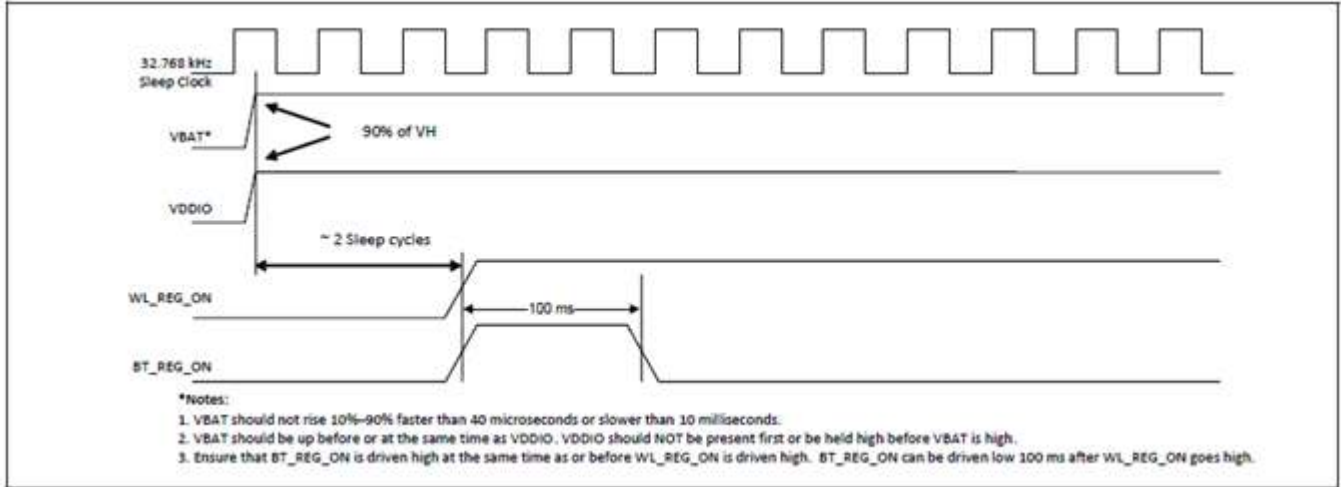 32.768 kHz
Sleep Clock
VBAT*
90% of VH
VDDIO
~ 2 Sleep cycles
WL_REG_ON
100 ms
BT_REG_ON
*Notes:
1. VBAT should not rise 10%–90% faster than 40 microseconds or slower than 10 milliseconds.
2. VBAT should be up before or at the same time as VDDIO. VDDIO should NOT be present first or be held high before VBAT is high.
3. Ensure that BT_REG_ON is driven high at the same time as or before WL_REG_ON is driven high. BT_REG_ON can be driven low 100 ms after WL_REG_ON goes high.